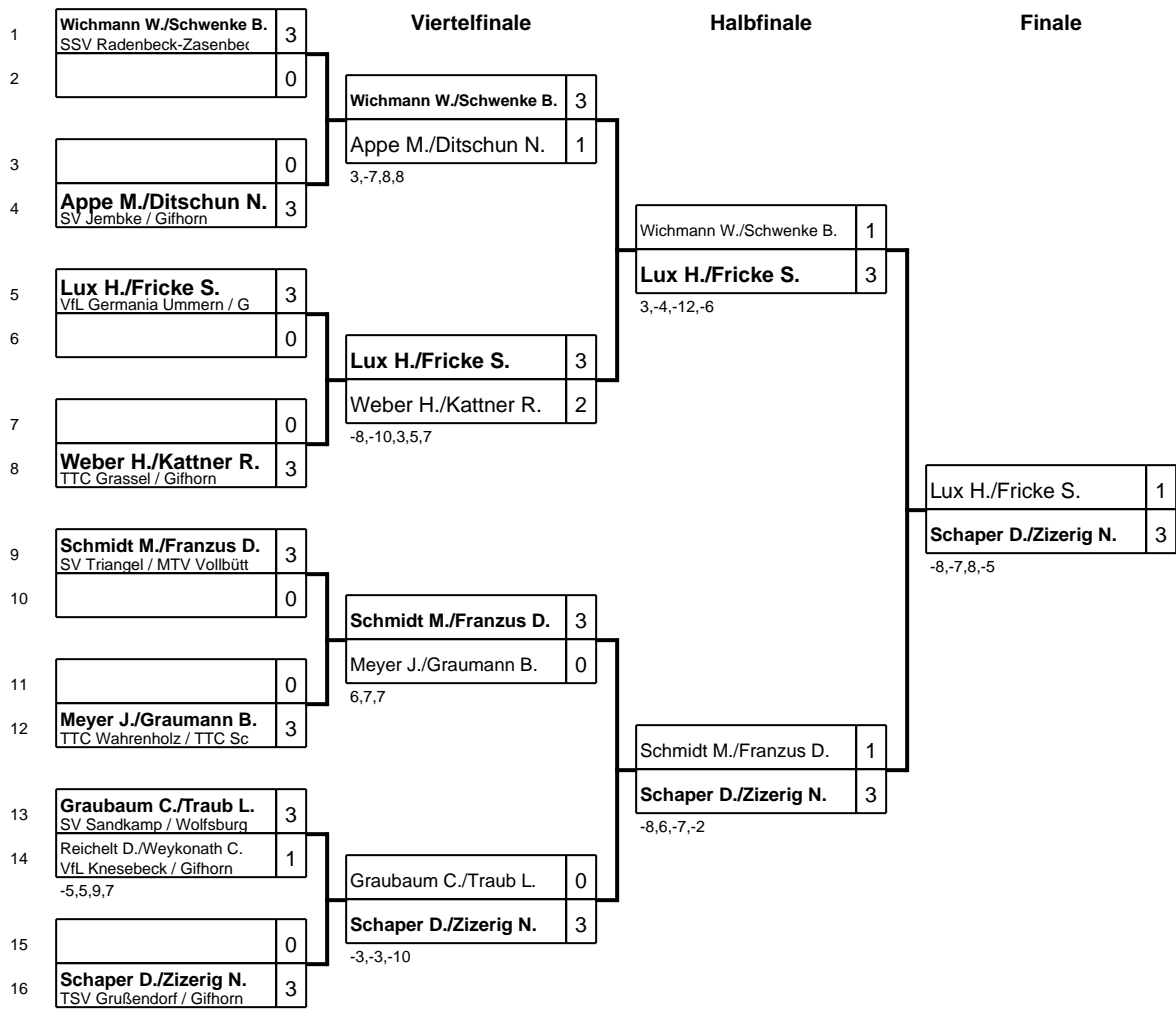 Viertelfinale
Halbfinale
Finale
1 Wichmann W./Schwenke B. 3
SSV Radenbeck-Zasenbec
2 0
3 0
4 Appe M./Ditschun N. 3
SV Jembke / Gifhorn
5 Lux H./Fricke S. 3
VfL Germania Ummern / G
6 0
7 0
8 Weber H./Kattner R. 3
TTC Grassel / Gifhorn
9 Schmidt M./Franzus D. 3
SV Triangel / MTV Vollbütt
10 0
11 0
12 Meyer J./Graumann B. 3
TTC Wahrenholz / TTC Sc
13 Graubaum C./Traub L. 3
SV Sandkamp / Wolfsburg
14 Reichelt D./Weykonath C. 1
VfL Knesebeck / Gifhorn
-5,5,9,7
15 0
16 Schaper D./Zizerig N. 3
TSV Grußendorf / Gifhorn
Wichmann W./Schwenke B. 3
Appe M./Ditschun N. 1
3,-7,8,8
Lux H./Fricke S. 3
Weber H./Kattner R. 2
-8,-10,3,5,7
Schmidt M./Franzus D. 3
Meyer J./Graumann B. 0
6,7,7
Graubaum C./Traub L. 0
Schaper D./Zizerig N. 3
-3,-3,-10
Wichmann W./Schwenke B. 1
Lux H./Fricke S. 3
3,-4,-12,-6
Schmidt M./Franzus D. 1
Schaper D./Zizerig N. 3
-8,6,-7,-2
Lux H./Fricke S. 1
Schaper D./Zizerig N. 3
-8,-7,8,-5